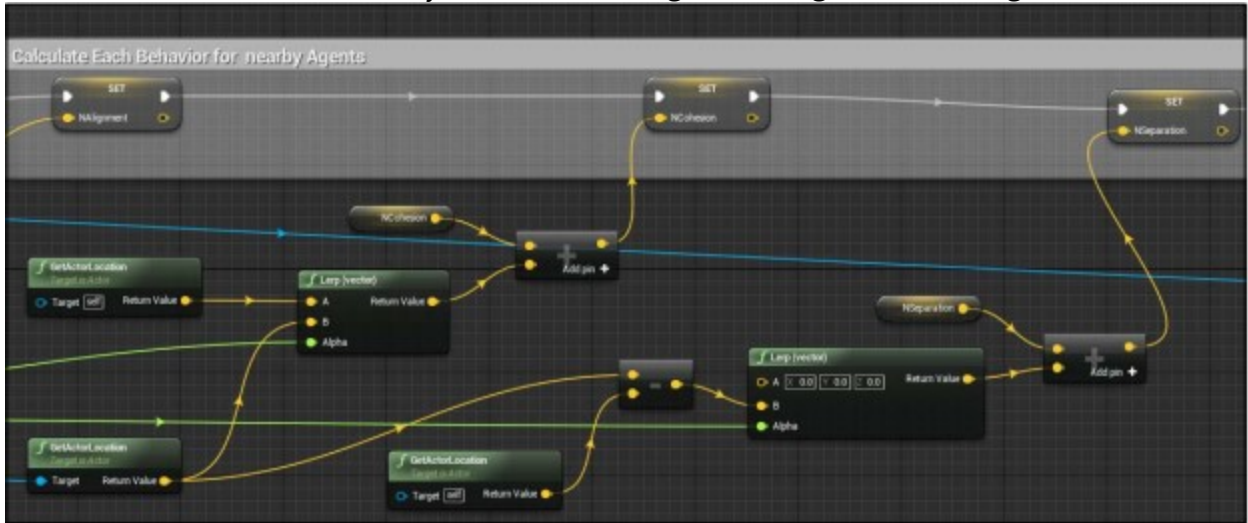 Calculate Each Behavior for nearby Agents
SET
NAlignment
SET
NCohesion
SET
NSeparation
NCohesion
Add pin +
f GetActorLocation
Target is Actor
Target self Return Value
f Lerp (vector)
A Return Value
B
Alpha
NSeparation
Add pin +
f Lerp (vector)
A X 0.0 Y 0.0 Z 0.0 Return Value
B
Alpha
f GetActorLocation
Target is Actor
Target Return Value
f GetActorLocation
Target is Actor
Target self Return Value